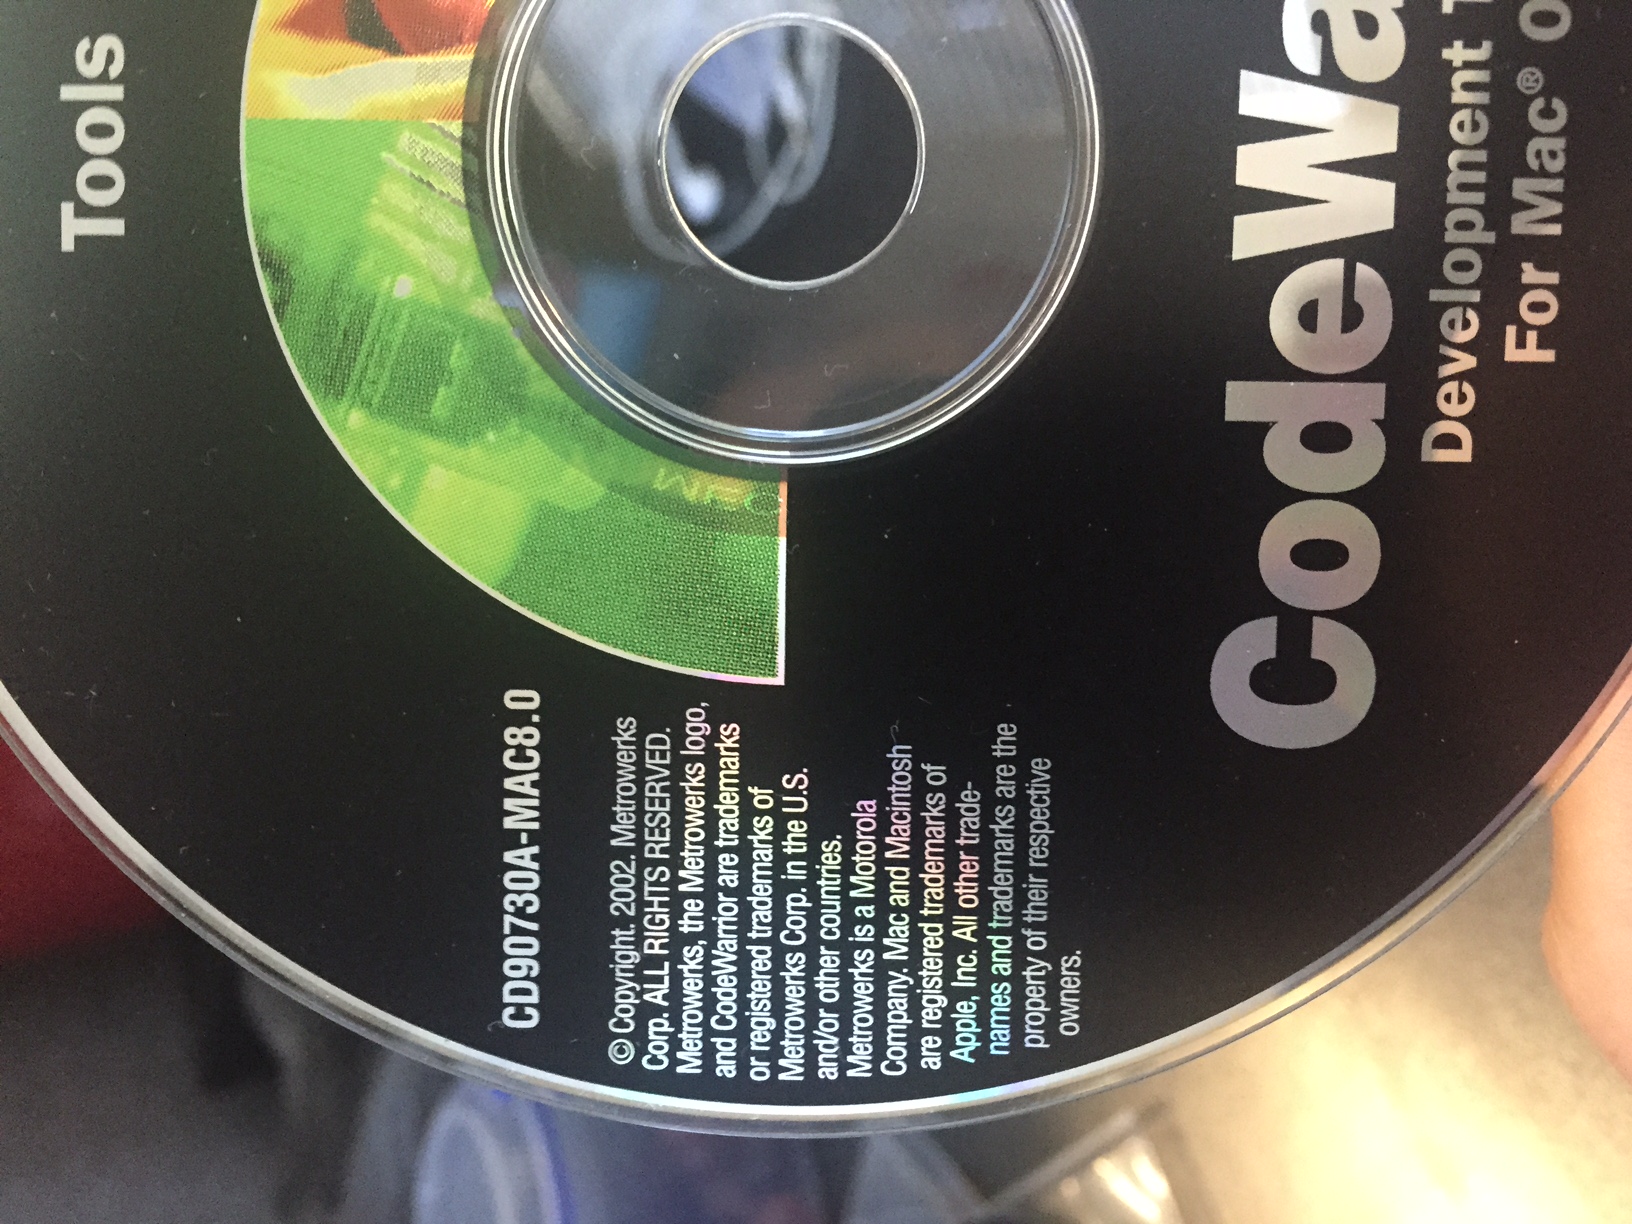 Tools
CD90730A-MAC8.0
© Copyright. 2002. Metrowerks
Corp. ALL RIGHTS RESERVED.
Metrowerks, the Metrowerks logo,
and CodeWarrior are trademarks
or registered trademarks of
Metrowerks Corp. in the U.S.
and/or other countries.
Metrowerks is a Motorola
Company. Mac and Macintosh
are registered trademarks of
Apple, Inc. All other trade-
names and trademarks are the
property of their respective
owners.
CodeWa
Development T
For Mac® O